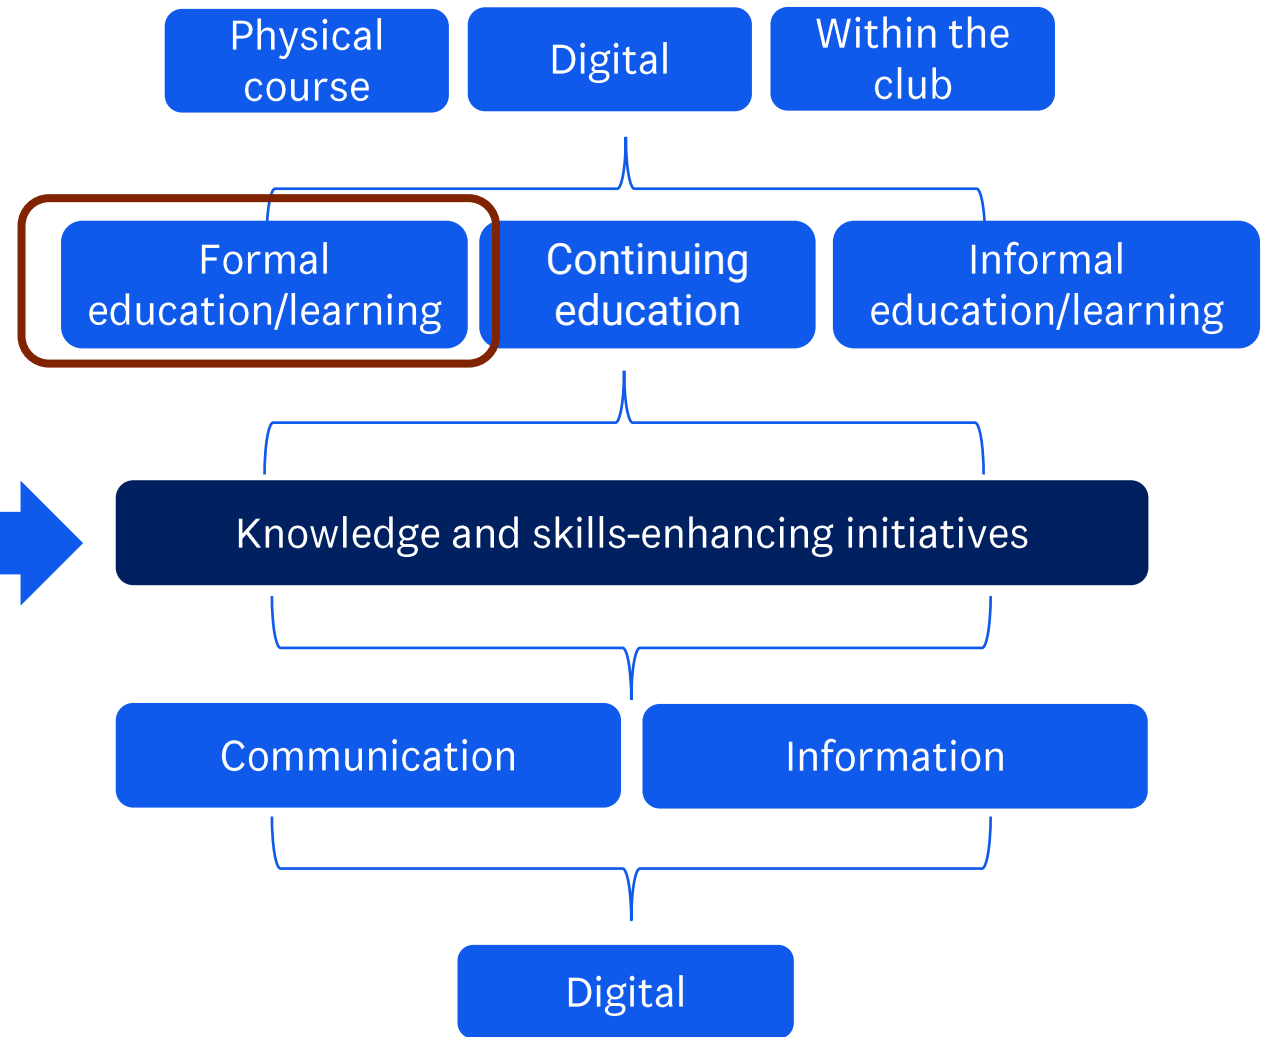 Physical
course
Digital
Within the
club
Formal
education/learning
Continuing
education
Informal
education/learning
Knowledge and skills-enhancing initiatives
Communication
Information
Digital